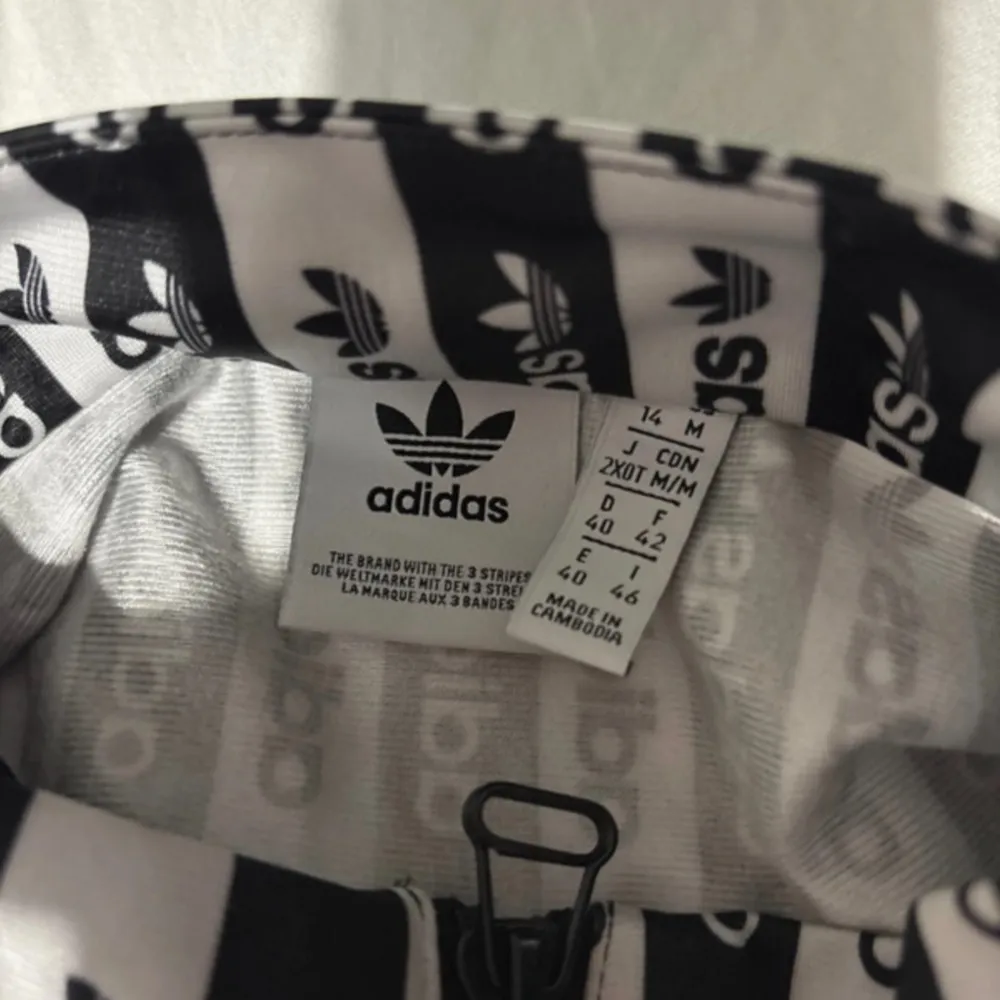 adidas
THE BRAND WITH THE 3 STRIPES
DIE WELTMARKE MIT DEN 3
LA MARQUE AUX 3 BANDES
14 M
J CDN
2XOT M/M
D F
40 42
E I
40 46
MADE IN
CAMBODIA